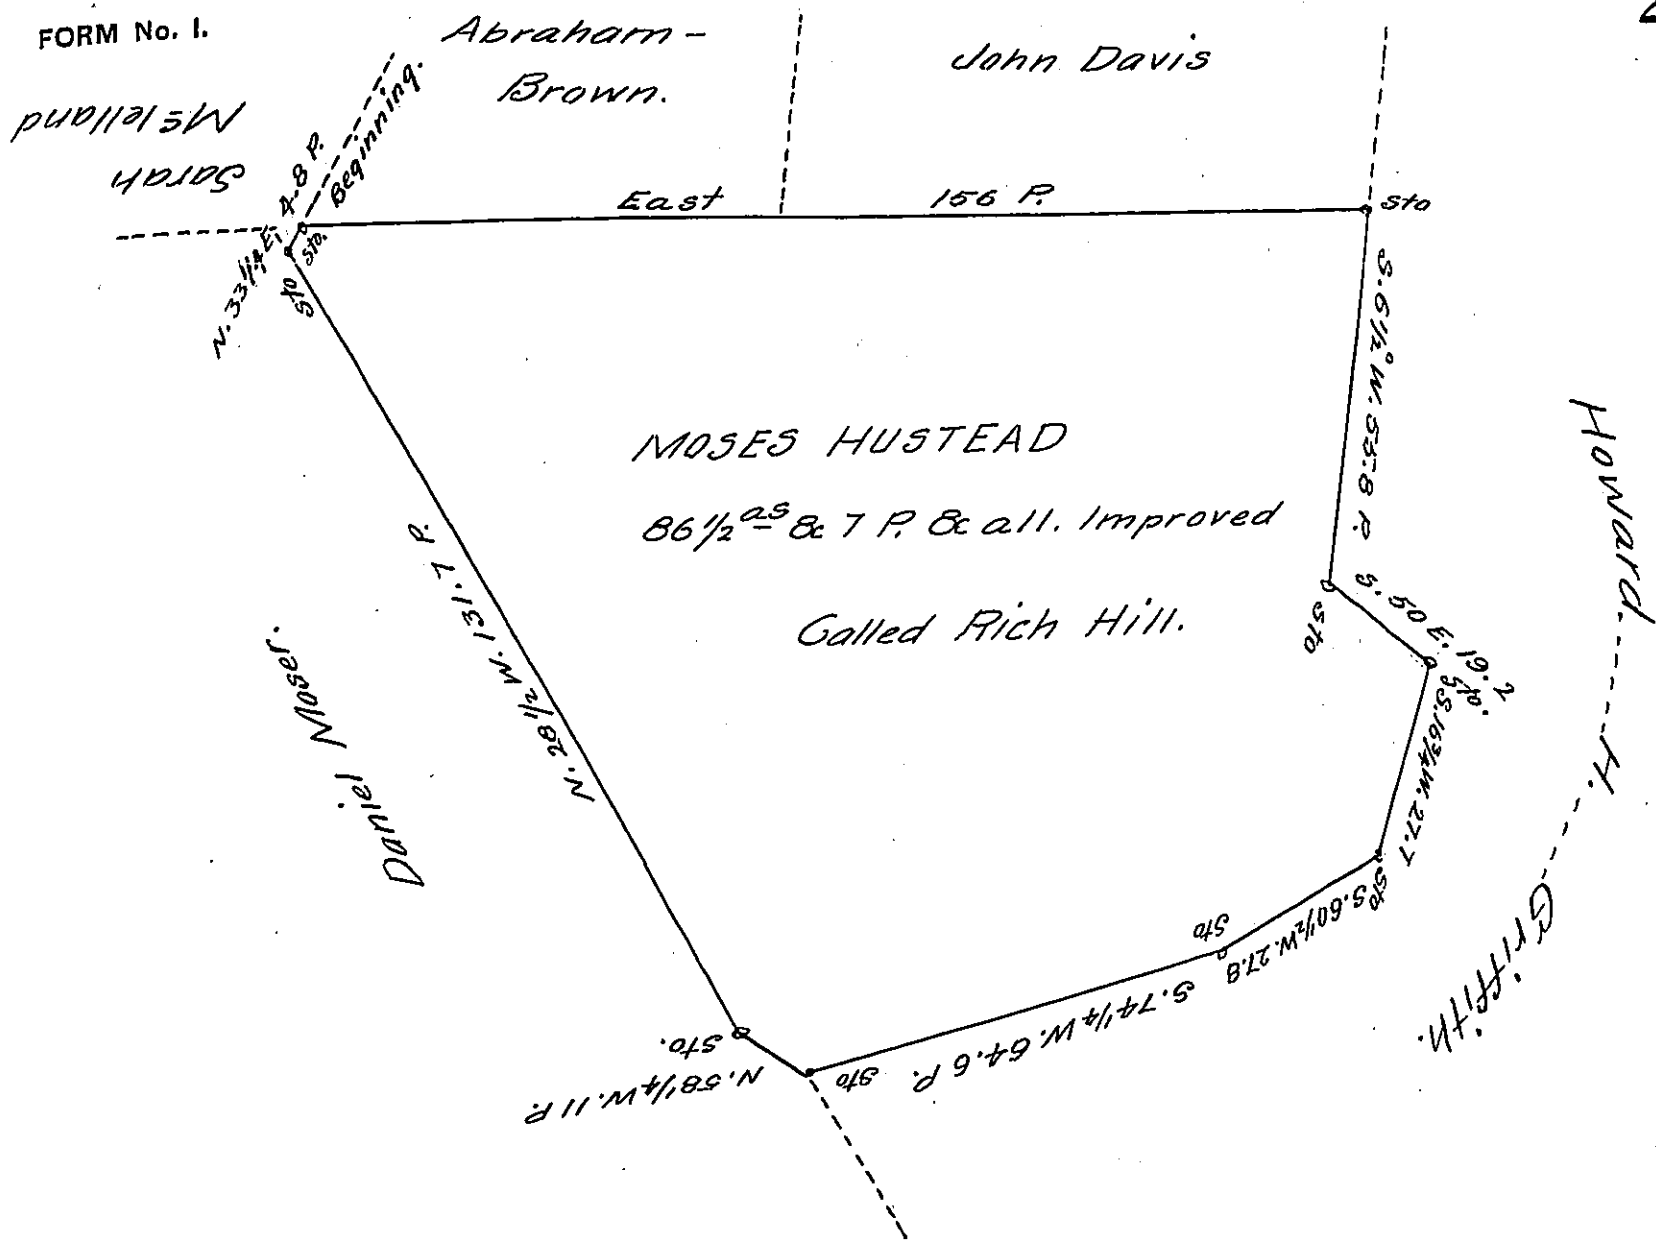 FORM No. 1.
Abraham -
Brown.
John Davis
Sarah
McLelland
N. 33 1/4 E, 4.8 P.
Beginning.
Sto.
Sto
East 156 P.
Sto
S. 6 1/2° W. 55.8 P.
Sto
S. 50 E. 19.2
Sto.
S. 16 3/4 W. 27.7
Sto
S. 60 1/2 W. 27.8
Sto
S. 74 1/4 W. 64.6 P.
Sto
N. 58 1/4 W. 11 P.
Sto.
N. 28 1/2 W. 131.7 P.
MOSES HUSTEAD
86 1/2 as & 7 P. & all. Improved
Called Rich Hill.
Daniel Moser.
Howard H. Griffith.